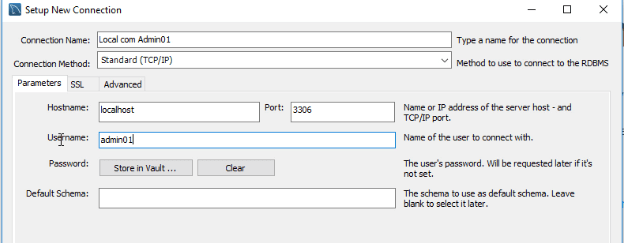 Setup New Connection
Connection Name: Local com Admin01 Type a name for the connection
Connection Method: Standard (TCP/IP) Method to use to connect to the RDBMS
Parameters SSL Advanced
Hostname: localhost Port: 3306 Name or IP address of the server host - and
TCP/IP port.
Username: admin01 Name of the user to connect with.
Password: Store in Vault ... Clear The user's password. Will be requested later if it's
not set.
Default Schema: The schema to use as default schema. Leave
blank to select it later.